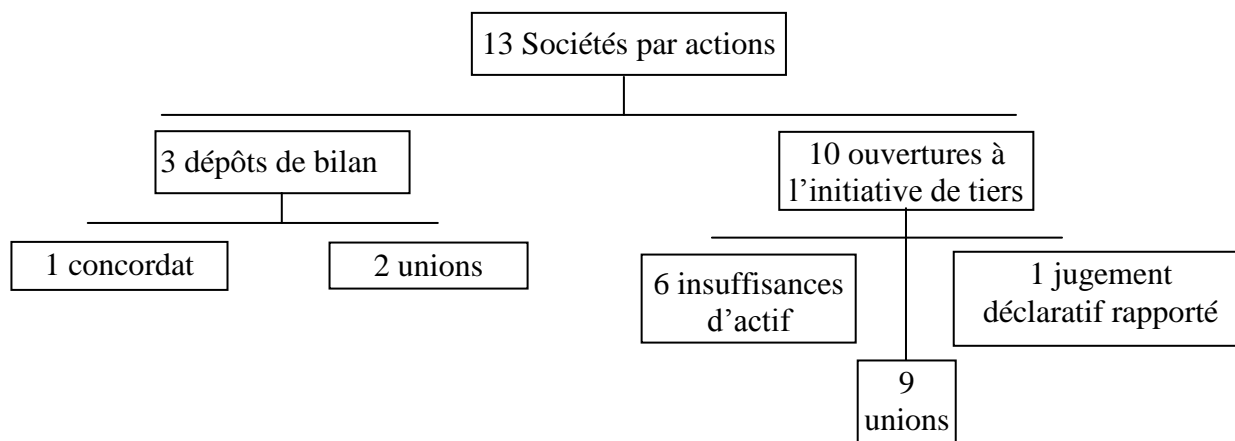 13 Sociétés par actions
3 dépôts de bilan
10 ouvertures à
l’initiative de tiers
1 concordat
2 unions
6 insuffisances
d’actif
1 jugement
déclaratif rapporté
9
unions